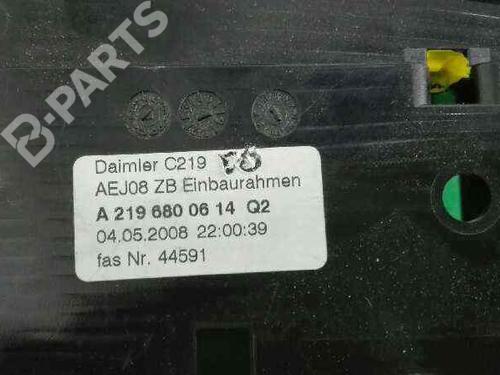 B-PARTS
Daimler C219
AEJ08 ZB Einbaurahmen
A 219 680 06 14 Q2
04.05.2008 22:00:39
fas Nr. 44591
B-PARTS